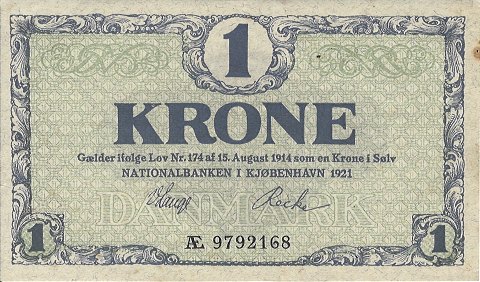 1
KRONE
Gælder ifølge Lov Nr. 174 af 15. August 1914 som en Krone i Sølv
NATIONALBANKEN I KJØBENHAVN 1921
V. Lange
DANMARK
1 Æ 9792168 1